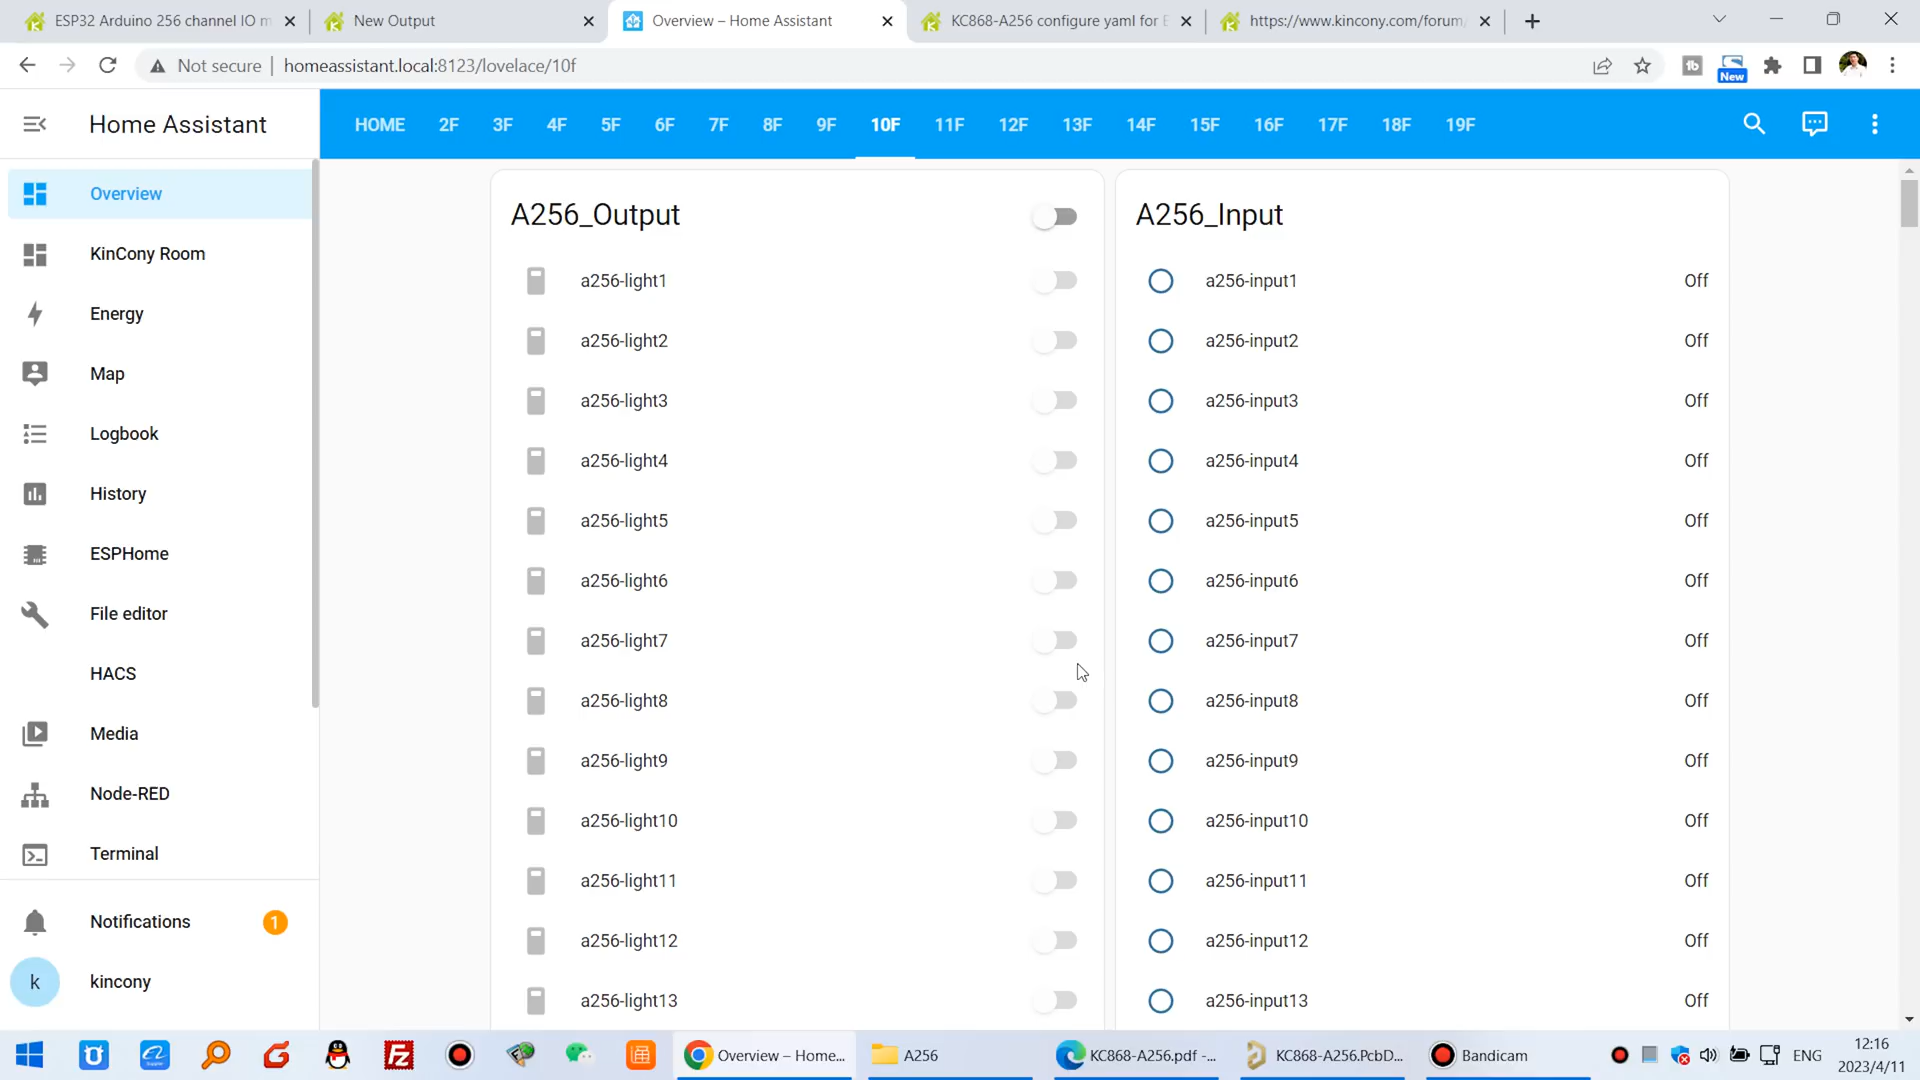 ESP32 Arduino 256 channel IO m
New Output
Overview – Home Assistant
KC868-A256 configure yaml for E
https://www.kincony.com/forum/
Not secure
homeassistant.local:8123/lovelace/10f
New
Home Assistant
HOME 2F 3F 4F 5F 6F 7F 8F 9F 10F 11F 12F 13F 14F 15F 16F 17F 18F 19F
Overview
KinCony Room
Energy
Map
Logbook
History
ESPHome
File editor
HACS
Media
Node-RED
Terminal
Notifications 1
k kincony
A256_Output
a256-light1
a256-light2
a256-light3
a256-light4
a256-light5
a256-light6
a256-light7
a256-light8
a256-light9
a256-light10
a256-light11
a256-light12
a256-light13
A256_Input
a256-input1 Off
a256-input2 Off
a256-input3 Off
a256-input4 Off
a256-input5 Off
a256-input6 Off
a256-input7 Off
a256-input8 Off
a256-input9 Off
a256-input10 Off
a256-input11 Off
a256-input12 Off
a256-input13 Off
Overview – Home...
A256
KC868-A256.pdf -...
KC868-A256.PcbD...
Bandicam
ENG
12:16
2023/4/11